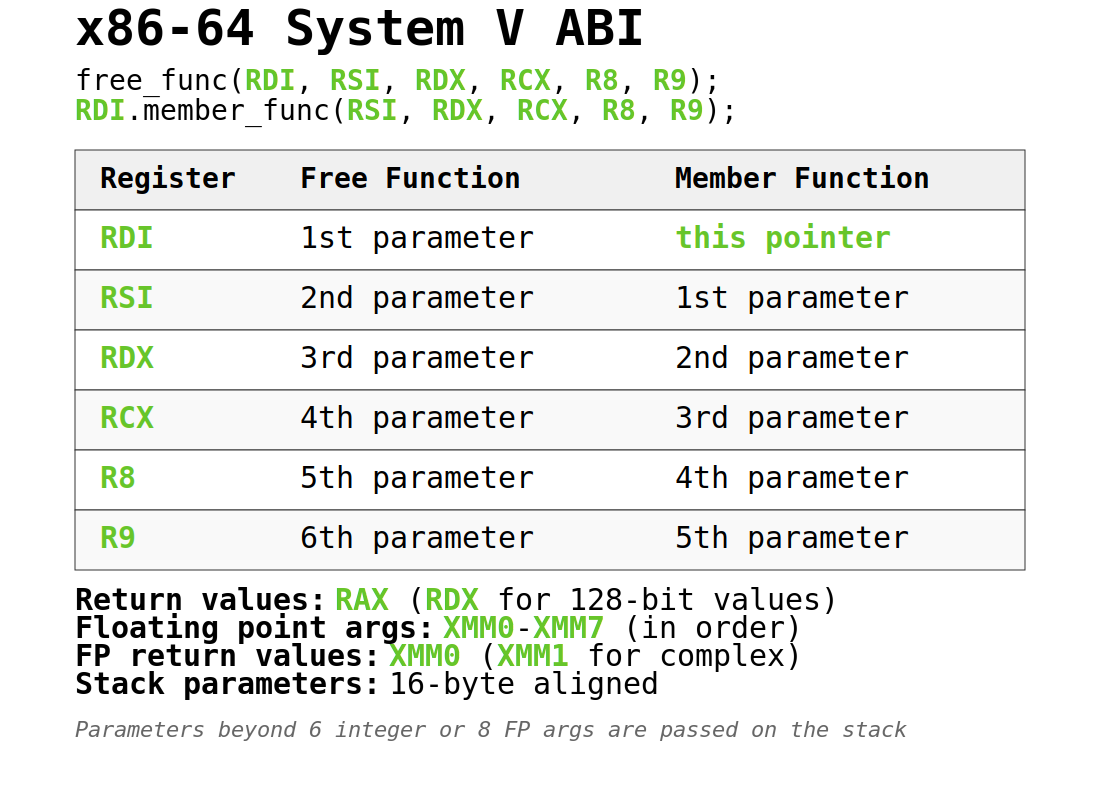 x86-64 System V ABI
free_func(RDI, RSI, RDX, RCX, R8, R9);
RDI.member_func(RSI, RDX, RCX, R8, R9);
Register Free Function Member Function
RDI 1st parameter this pointer
RSI 2nd parameter 1st parameter
RDX 3rd parameter 2nd parameter
RCX 4th parameter 3rd parameter
R8 5th parameter 4th parameter
R9 6th parameter 5th parameter
Return values: RAX (RDX for 128-bit values)
Floating point args: XMM0-XMM7 (in order)
FP return values: XMM0 (XMM1 for complex)
Stack parameters: 16-byte aligned
Parameters beyond 6 integer or 8 FP args are passed on the stack